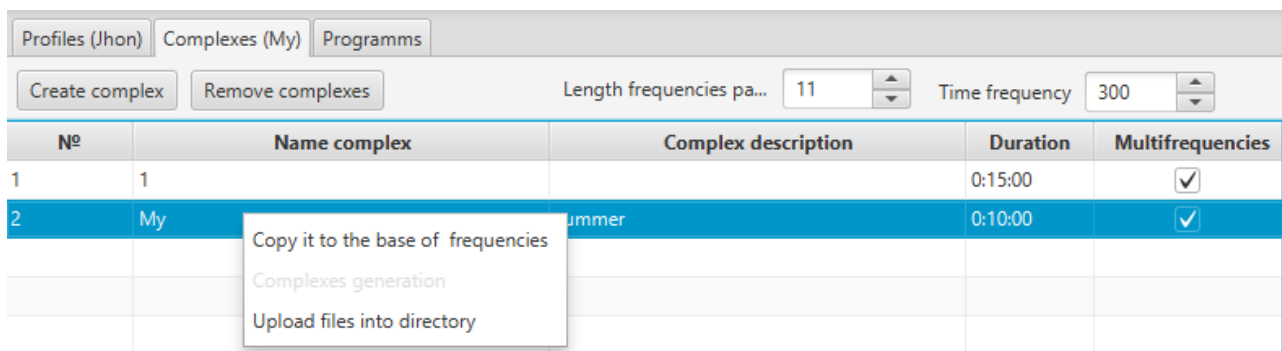 Profiles (Jhon) Complexes (My) Programms
Create complex Remove complexes Length frequencies pa... 11 Time frequency 300
Nº Name complex Complex description Duration Multifrequencies
1 1 0:15:00
2 My ummer 0:10:00
Copy it to the base of frequencies
Complexes generation
Upload files into directory